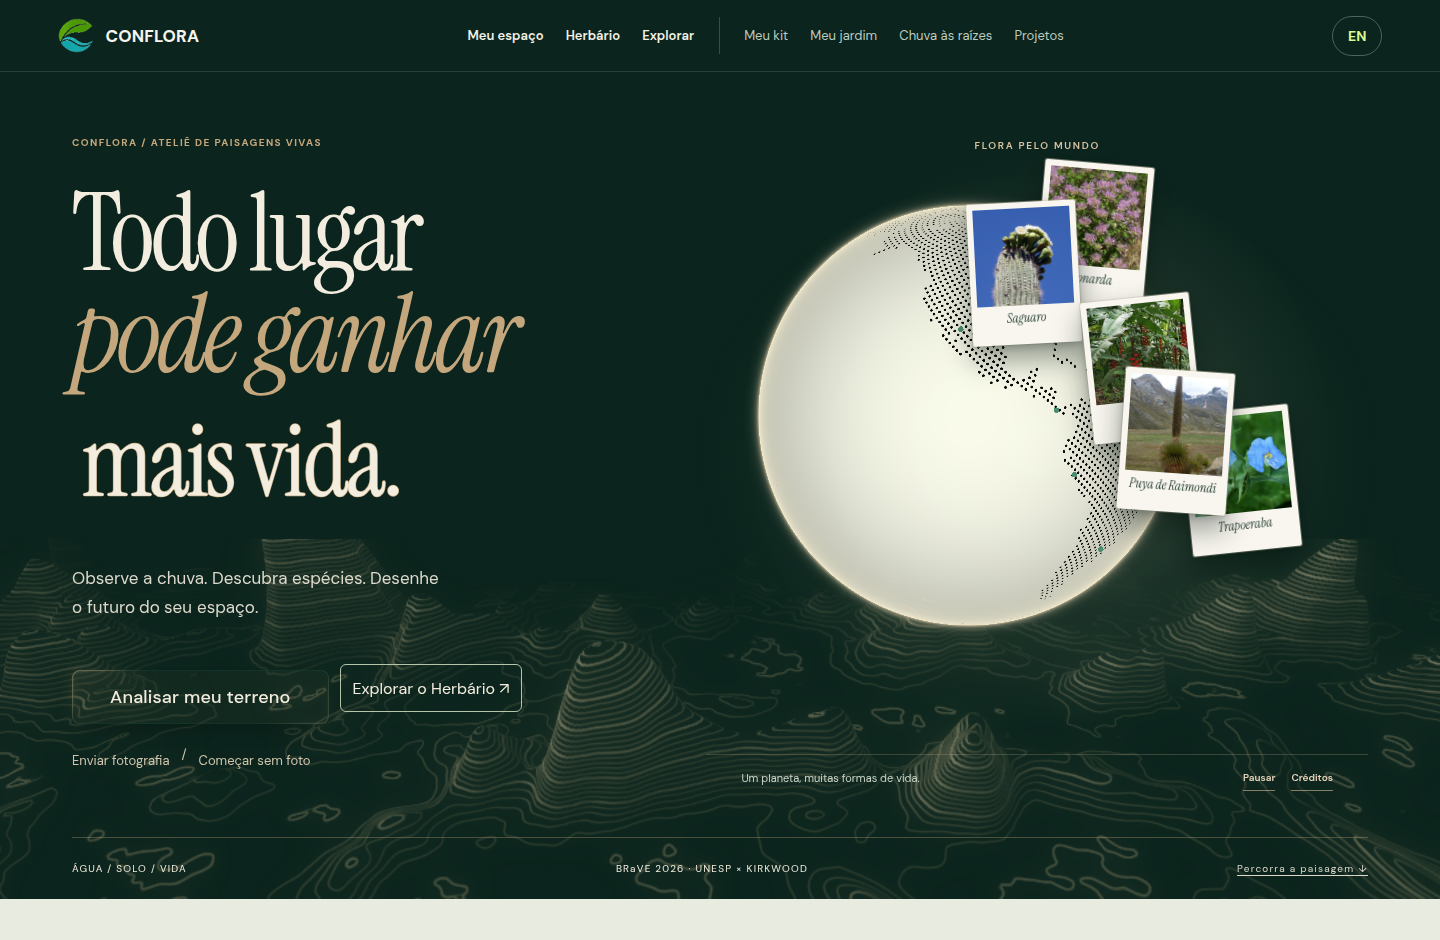 CONFLORA
Meu espaço
Herbário
Explorar
Meu kit
Meu jardim
Chuva às raízes
Projetos
EN
CONFLORA / ATELIÊ DE PAISAGENS VIVAS
Todo lugar
pode ganhar
mais vida.
Observe a chuva. Descubra espécies. Desenhe
o futuro do seu espaço.
Analisar meu terreno
Explorar o Herbário ↗
Enviar fotografia / Começar sem foto
FLORA PELO MUNDO
Saguaro
Puya de Raimondi
Trapoeraba
Um planeta, muitas formas de vida.
Pausar
Créditos
ÁGUA / SOLO / VIDA
BRaVE 2026 · UNESP × KIRKWOOD
Percorra a paisagem ↓